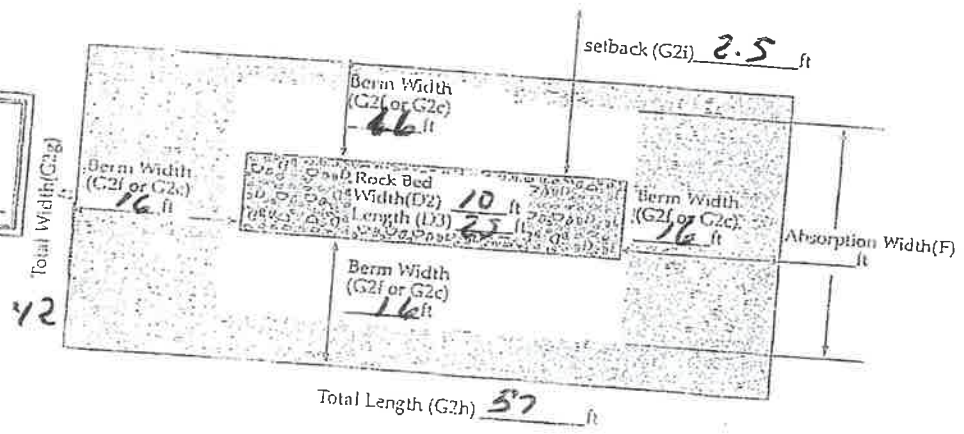 setback (G2i) 2.5 ft
Berm Width
(G2f or G2c)
16 ft
Total Width(G2g)
ft
42
Berm Width
(G2f or G2c)
16 ft
Rock Bed
Width(D2) 10 ft
Length (D3) 25 ft
Berm Width
(G2f or G2c)
16 ft
Absorption Width(F)
ft
Berm Width
(G2f or G2c)
16 ft
Total Length (G2h) 57 ft